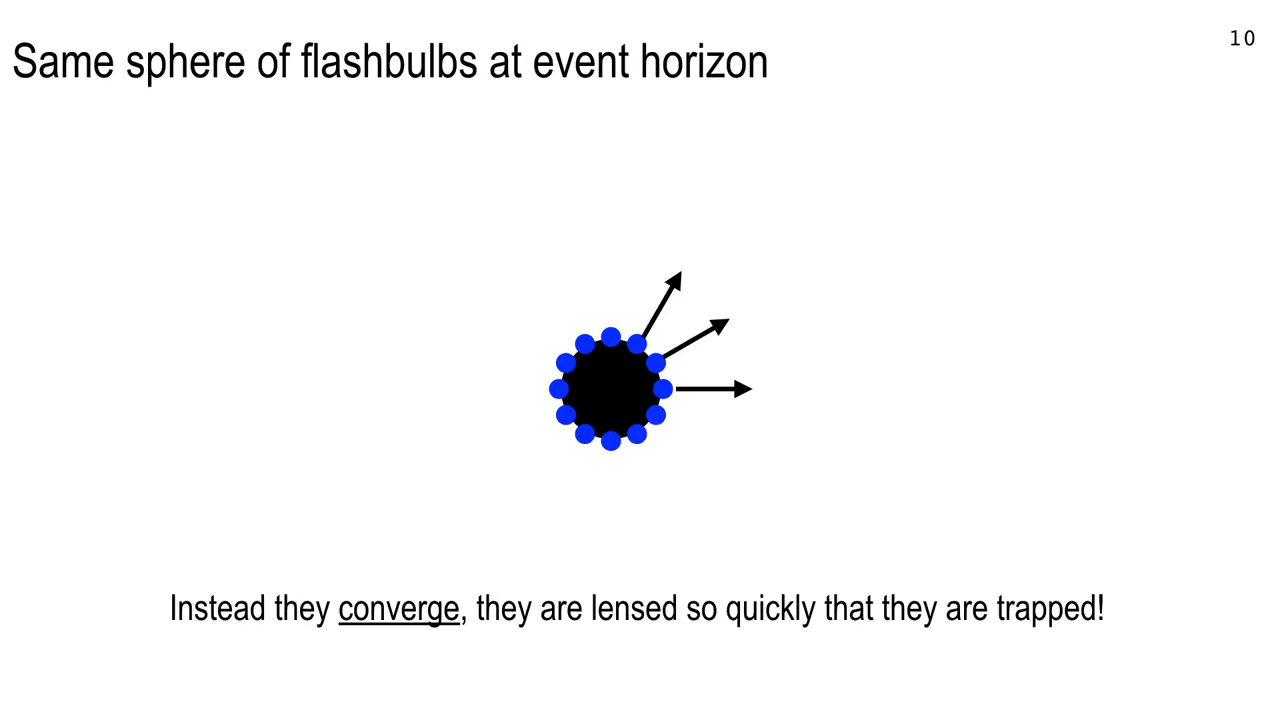 Same sphere of flashbulbs at event horizon
10
Instead they converge, they are lensed so quickly that they are trapped!